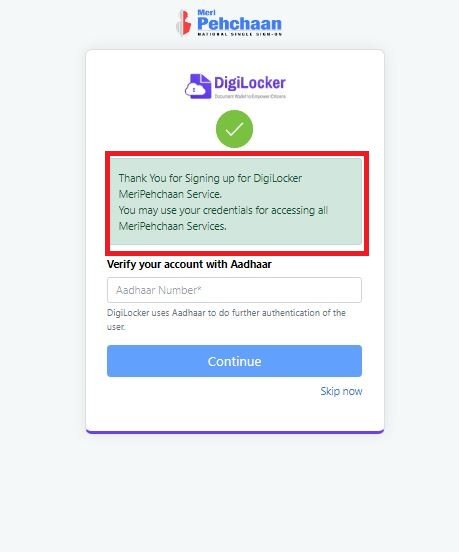 Meri
Pehchaan
NATIONAL SINGLE SIGN-ON
DigiLocker
Document Wallet to Empower Citizens
Thank You for Signing up for DigiLocker
MeriPehchaan Service.
You may use your credentials for accessing all
MeriPehchaan Services.
Verify your account with Aadhaar
Aadhaar Number*
DigiLocker uses Aadhaar to do further authentication of the
user.
Continue
Skip now